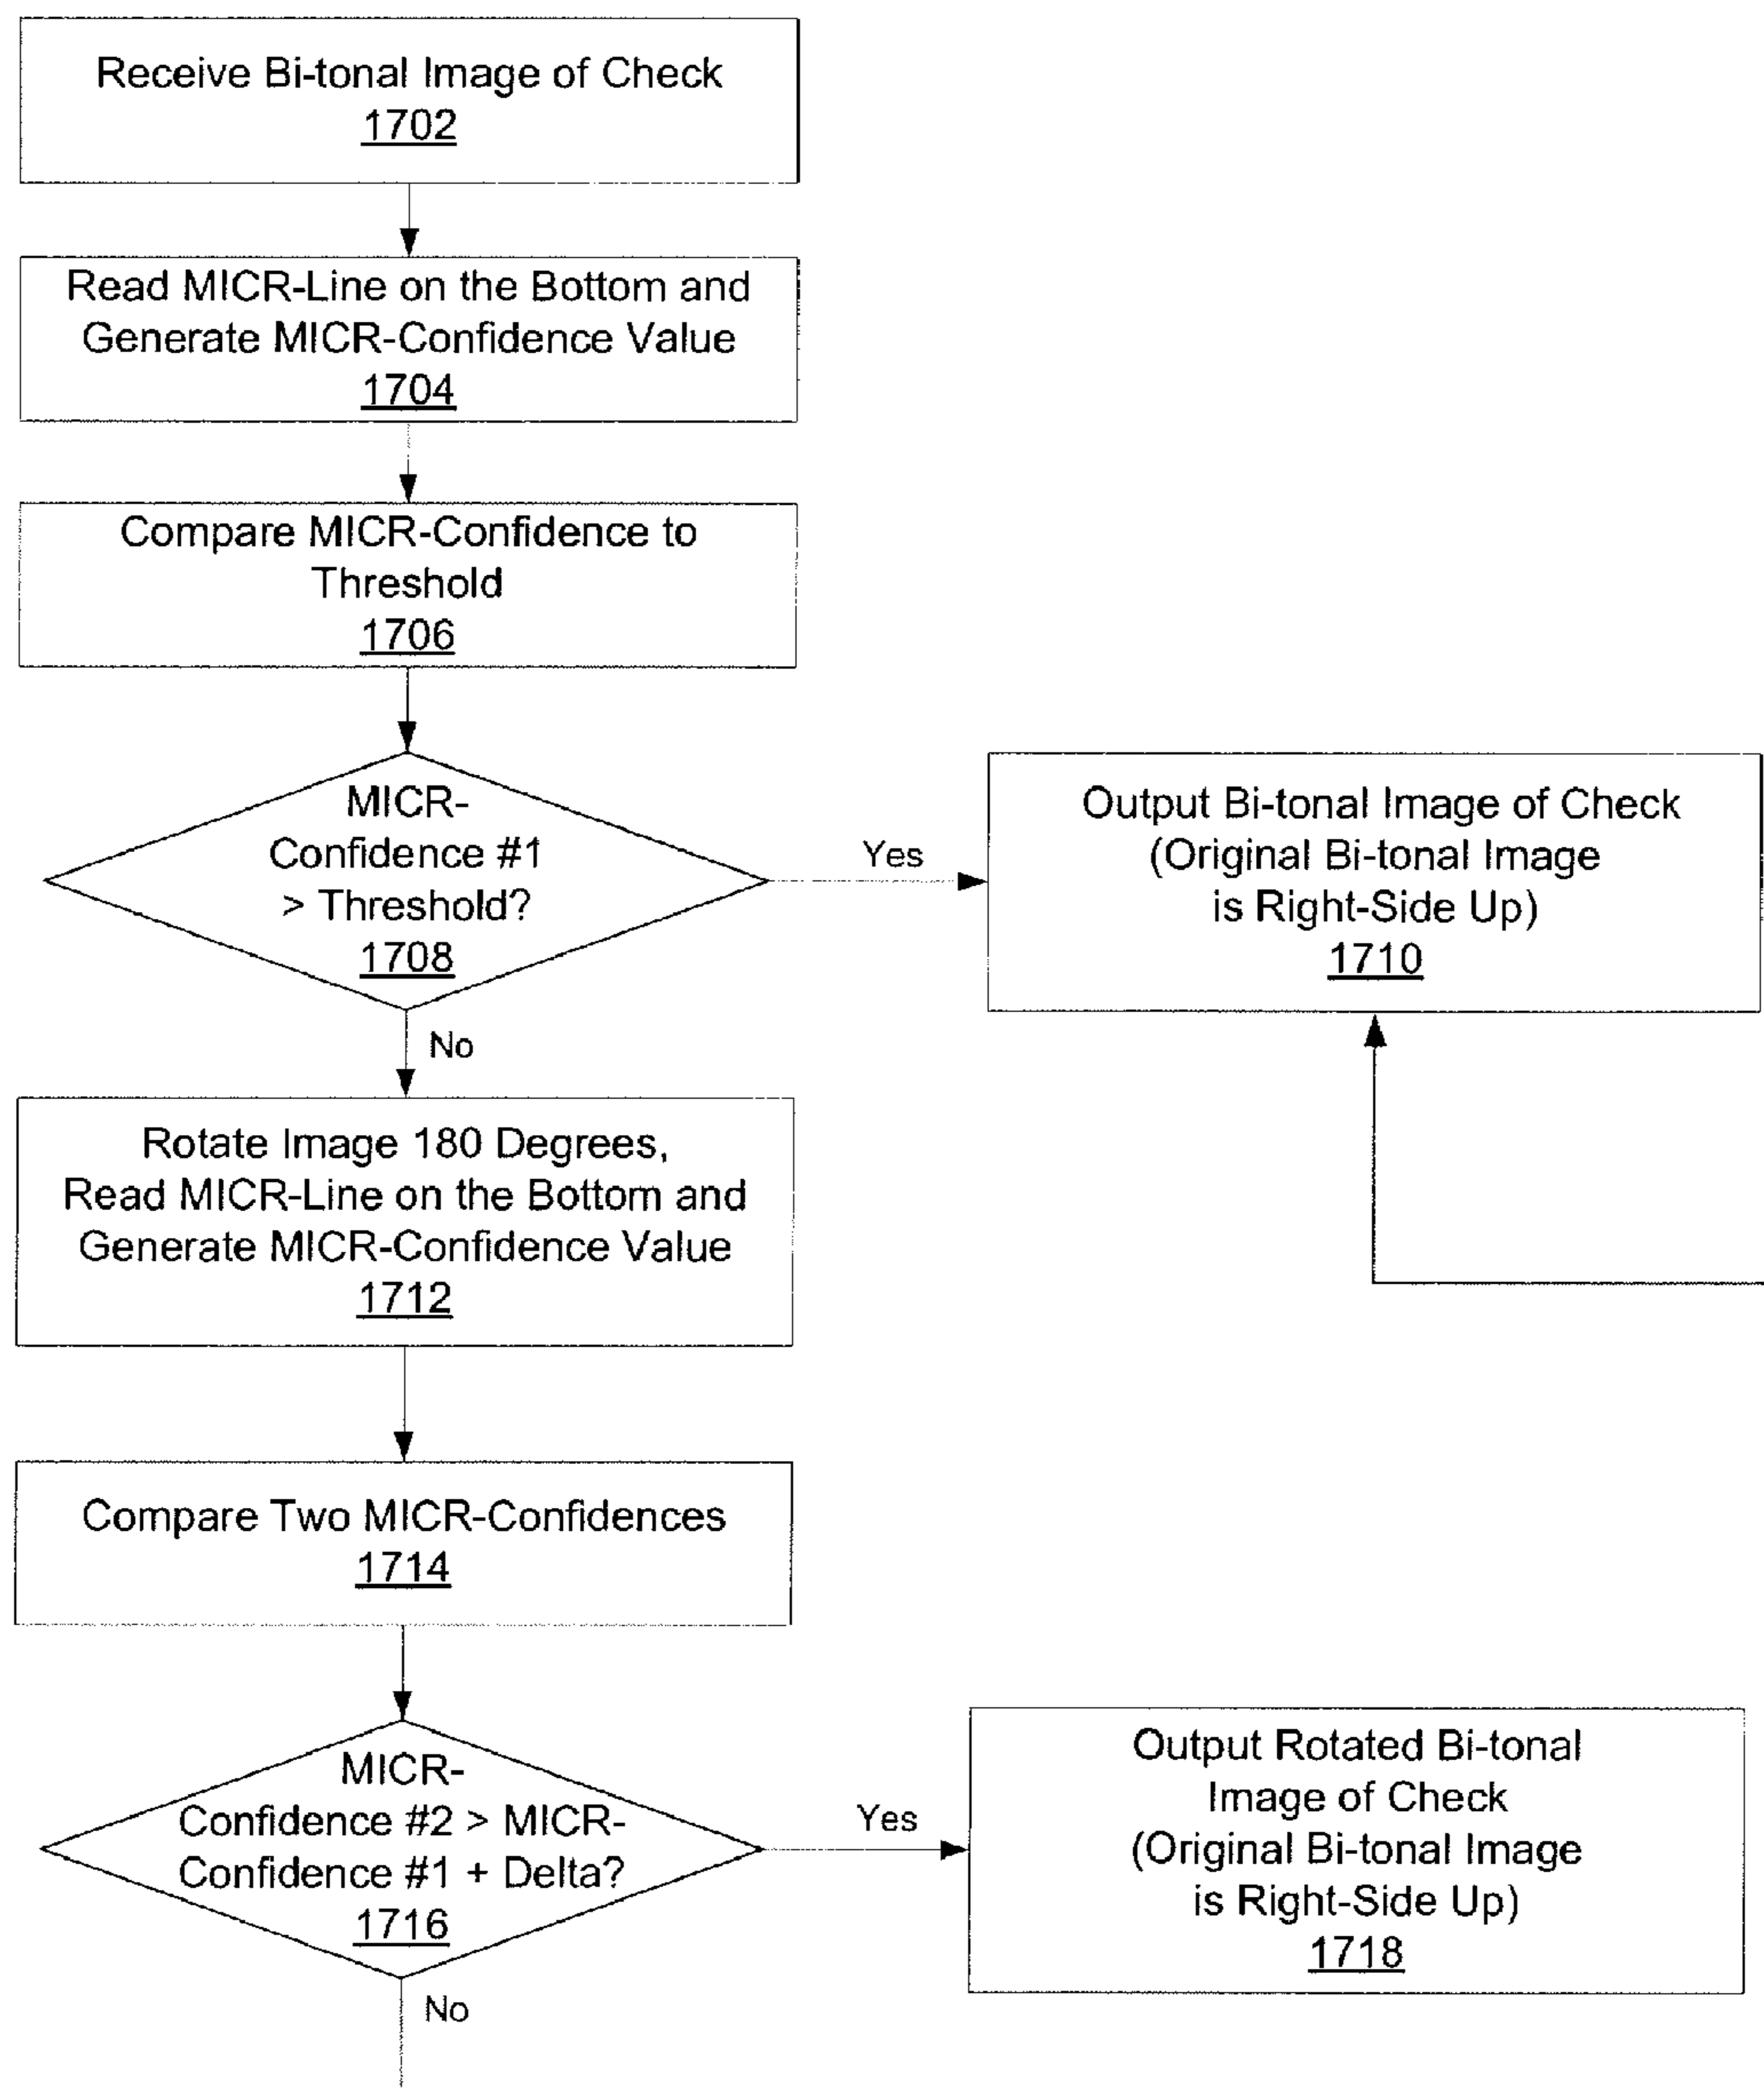 Receive Bi-tonal Image of Check
1702
Read MICR-Line on the Bottom and
Generate MICR-Confidence Value
1704
Compare MICR-Confidence to
Threshold
1706
MICR-
Confidence #1
> Threshold?
1708
Yes
Output Bi-tonal Image of Check
(Original Bi-tonal Image
is Right-Side Up)
1710
No
Rotate Image 180 Degrees,
Read MICR-Line on the Bottom and
Generate MICR-Confidence Value
1712
Compare Two MICR-Confidences
1714
MICR-
Confidence #2 > MICR-
Confidence #1 + Delta?
1716
Yes
Output Rotated Bi-tonal
Image of Check
(Original Bi-tonal Image
is Right-Side Up)
1718
No